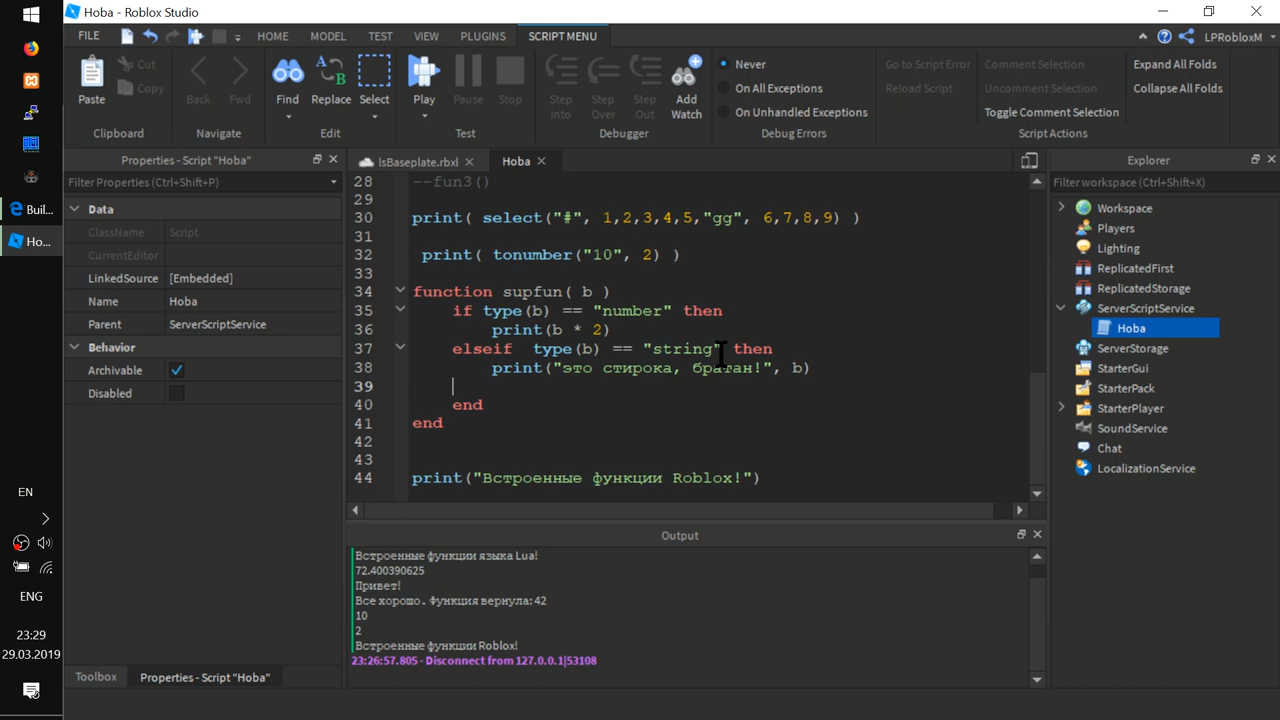 Hoba - Roblox Studio
FILE HOME MODEL TEST VIEW PLUGINS SCRIPT MENU LPRobloxM
Paste Cut Copy Back Fwd Find Replace Select Play Pause Stop Step Into Step Over Step Out Add Watch
Never
On All Exceptions
On Unhandled Exceptions
Go to Script Error
Reload Script
Comment Selection
Uncomment Selection
Toggle Comment Selection
Expand All Folds
Collapse All Folds
Clipboard Navigate Edit Test Debugger Debug Errors Script Actions
Properties - Script "Hoba"
Filter Properties (Ctrl+Shift+P)
Data
ClassName Script
CurrentEditor
LinkedSource [Embedded]
Name Hoba
Parent ServerScriptService
Behavior
Archivable
Disabled
Toolbox Properties - Script "Hoba"
lsBaseplate.rbxl Hoba
28 --fun3()
29
30 print( select("#", 1,2,3,4,5,"gg", 6,7,8,9) )
31
32 print( tonumber("10", 2) )
33
34 function supfun( b )
35 if type(b) == "number" then
36 print(b * 2)
37 elseif type(b) == "string" then
38 print("это стирока, братан!", b)
39
40 end
41 end
42
43
44 print("Встроенные функции Roblox!")
Output
Встроенные функции языка Lua!
72.400390625
Привет!
Все хорошо. Функция вернула: 42
10
2
Встроенные функции Roblox!
23:26:57.805 - Disconnect from 127.0.0.1|53108
Explorer
Filter workspace (Ctrl+Shift+X)
Workspace
Players
Lighting
ReplicatedFirst
ReplicatedStorage
ServerScriptService
Hoba
ServerStorage
StarterGui
StarterPack
StarterPlayer
SoundService
Chat
LocalizationService
Buil...
Ho...
EN
ENG
23:29
29.03.2019